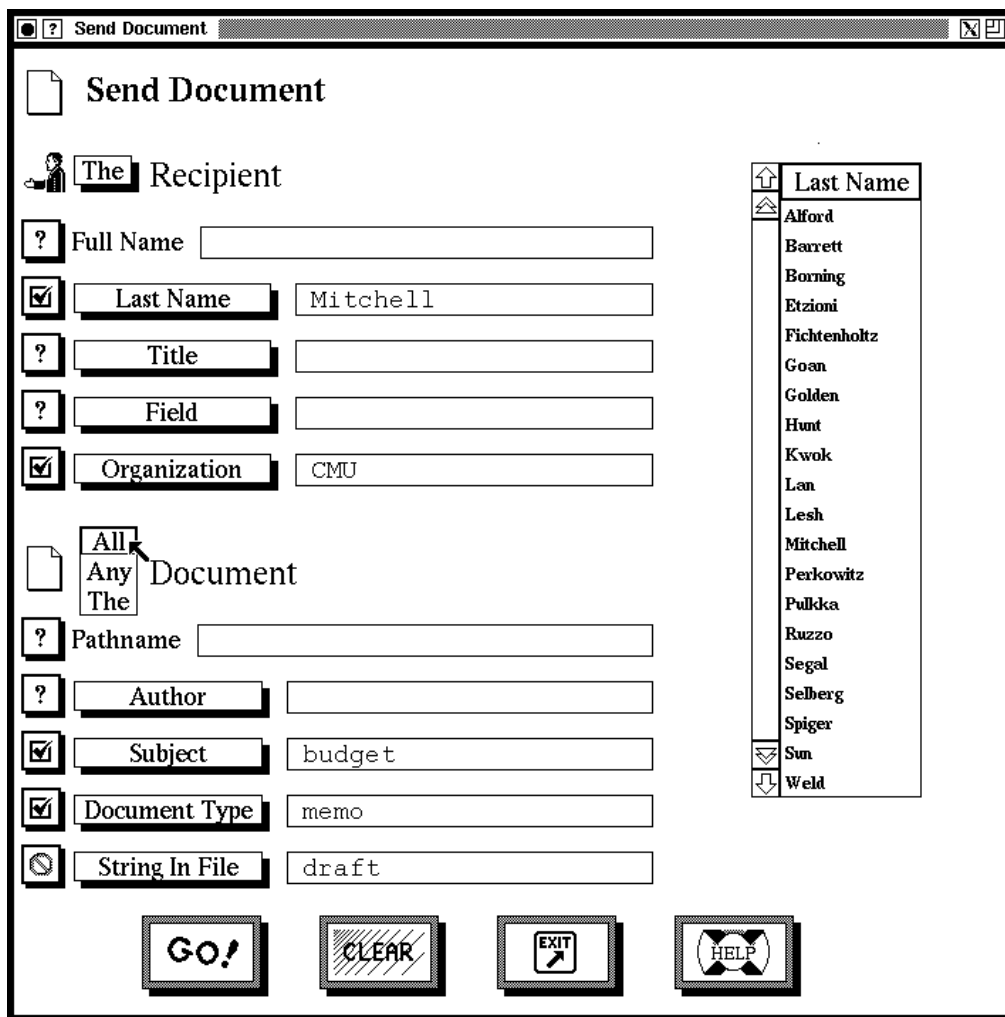 ? Send Document
Send Document
The Recipient
? Full Name
Last Name Mitchell
? Title
? Field
Organization CMU
All
Any Document
The
? Pathname
? Author
Subject budget
Document Type memo
String In File draft
GO! CLEAR EXIT HELP
Last Name
Alford
Barrett
Borning
Etzioni
Fichtenholtz
Goan
Golden
Hunt
Kwok
Lan
Lesh
Mitchell
Perkowitz
Pulkka
Ruzzo
Segal
Selberg
Spiger
Sun
Weld